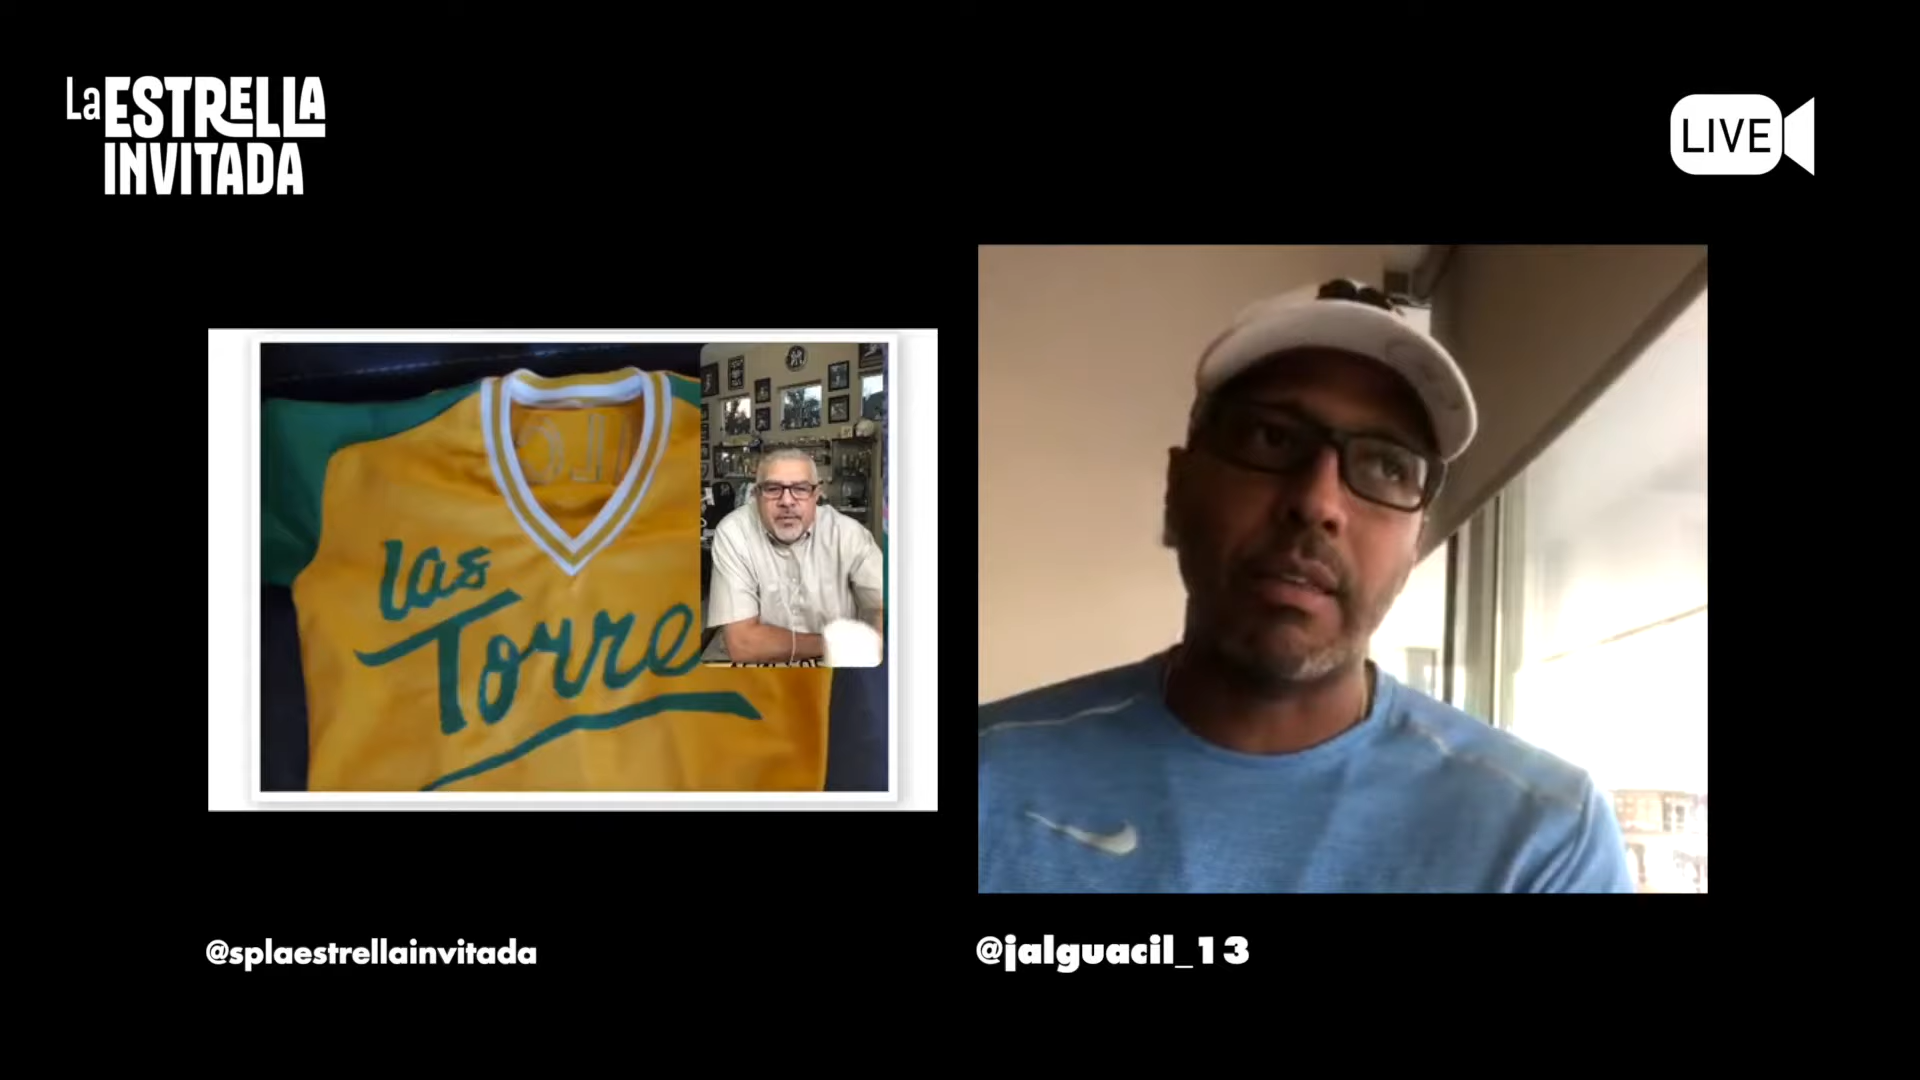 La ESTRELLA
INVITADA
LIVE
las
Torre
@splaestrellainvitada
@jalguacil_13